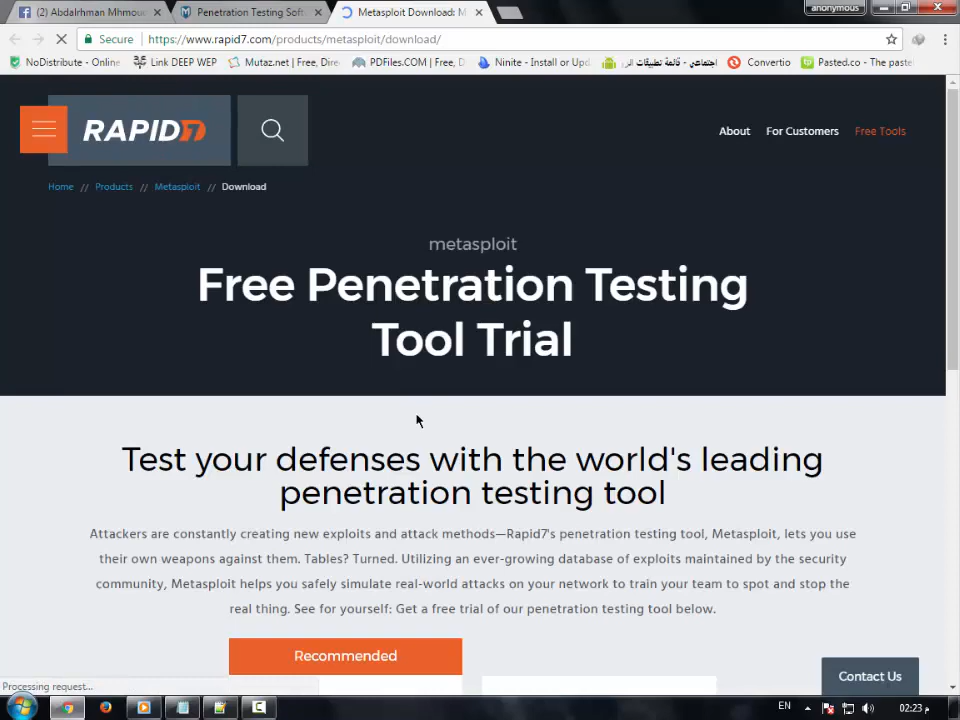 (2) Abdalrhman Mhmou
Penetration Testing Soft
Metasploit Download: M
anonymous
Secure
https://www.rapid7.com/products/metasploit/download/
NoDistribute - Online
Link DEEP WEP
Mutaz.net | Free, Dire
PDFiles.COM | Free, D
Ninite - Install or Upd
اجتماعي - قائمة تطبيقات الر
Convertio
Pasted.co - The paste
RAPID7
About
For Customers
Free Tools
Home // Products // Metasploit // Download
metasploit
Free Penetration Testing
Tool Trial
Test your defenses with the world's leading
penetration testing tool
Attackers are constantly creating new exploits and attack methods—Rapid7's penetration testing tool, Metasploit, lets you use
their own weapons against them. Tables? Turned. Utilizing an ever-growing database of exploits maintained by the security
community, Metasploit helps you safely simulate real-world attacks on your network to train your team to spot and stop the
real thing. See for yourself: Get a free trial of our penetration testing tool below.
Recommended
Contact Us
Processing request...
EN
02:23 م